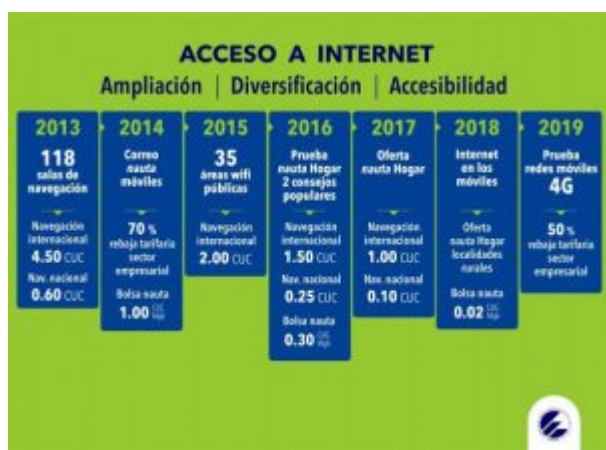 ACCESO A INTERNET
Ampliación | Diversificación | Accesibilidad
2013
118
salas de
navegación
Navegación
internacional
4.50 CUC
Nav. nacional
0.60 CUC
2014
Correo
nauta
móviles
70 %
rebaja tarifaria
sector
empresarial
Bolsa nauta
1.00 CUC
2015
35
áreas wifi
públicas
Navegación
internacional
2.00 CUC
2016
Prueba
nauta Hogar
2 consejos
populares
Navegación
internacional
1.50 CUC
Nav. nacional
0.25 CUC
Bolsa nauta
0.30 CUC
2017
Oferta
nauta Hogar
Navegación
internacional
1.00 CUC
Nav. nacional
0.10 CUC
2018
Internet
en los
móviles
Oferta
nauta Hogar
localidades
rurales
Bolsa nauta
0.02 CUC
2019
Prueba
redes móviles
4G
50 %
rebaja tarifaria
sector
empresarial